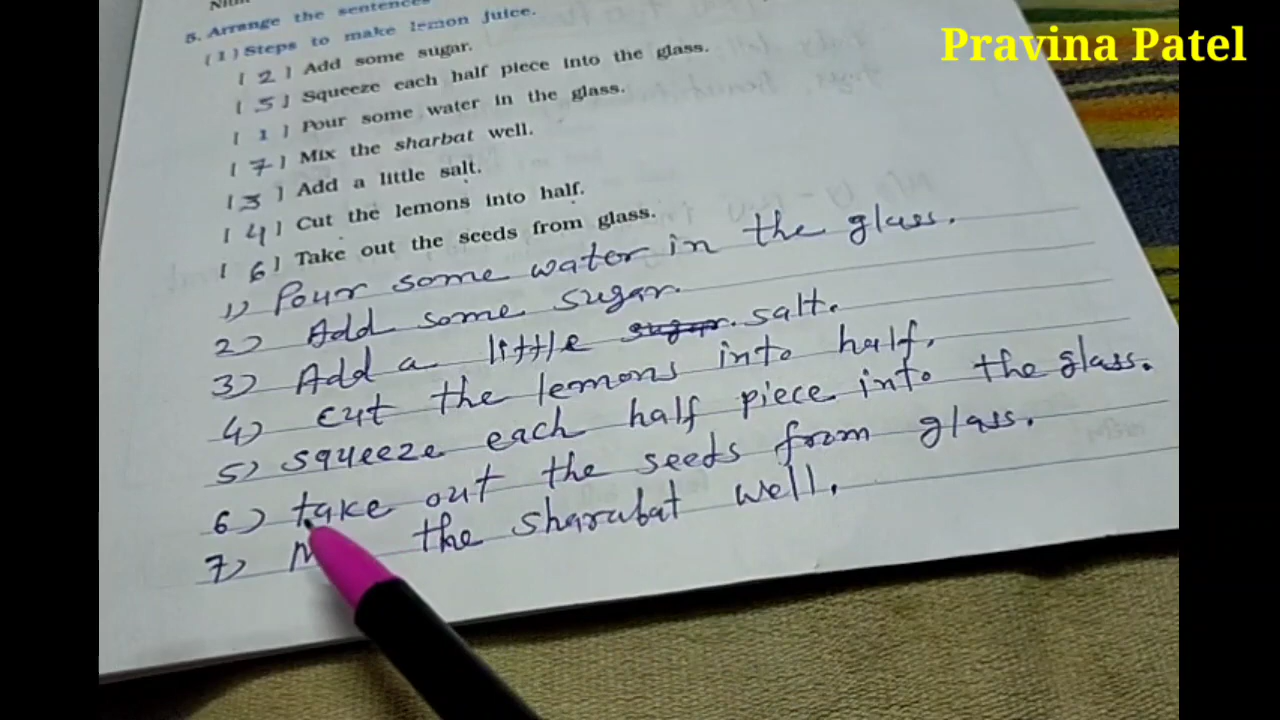 Pravina Patel
5. Arrange the sentences
(1) Steps to make lemon juice.
[ 2 ] Add some sugar.
[ 5 ] Squeeze each half piece into the glass.
[ 1 ] Pour some water in the glass.
[ 7 ] Mix the sharbat well.
[ 3 ] Add a little salt.
[ 4 ] Cut the lemons into half.
[ 6 ] Take out the seeds from glass.
1) Pour some water in the glass.
2) Add some sugar.
3) Add a little sugar. salt.
4) cut the lemons into half.
5) squeeze each half piece into the glass.
6) take out the seeds from glass.
7) the sharubat well.